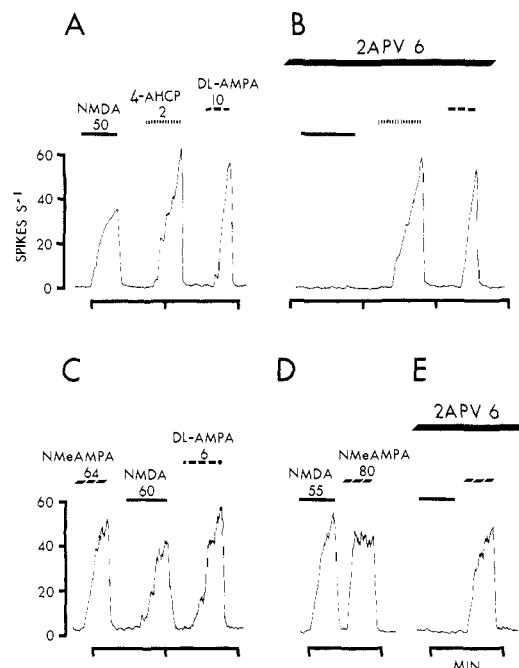 A
B
2APV 6
NMDA
50
4-AHCP
2
DL-AMPA
10
SPIKES S⁻¹
60
40
20
0
C
D
E
2APV 6
NMeAMPA
64
NMDA
60
DL-AMPA
6
NMDA
55
NMeAMPA
80
60
40
20
0
MIN